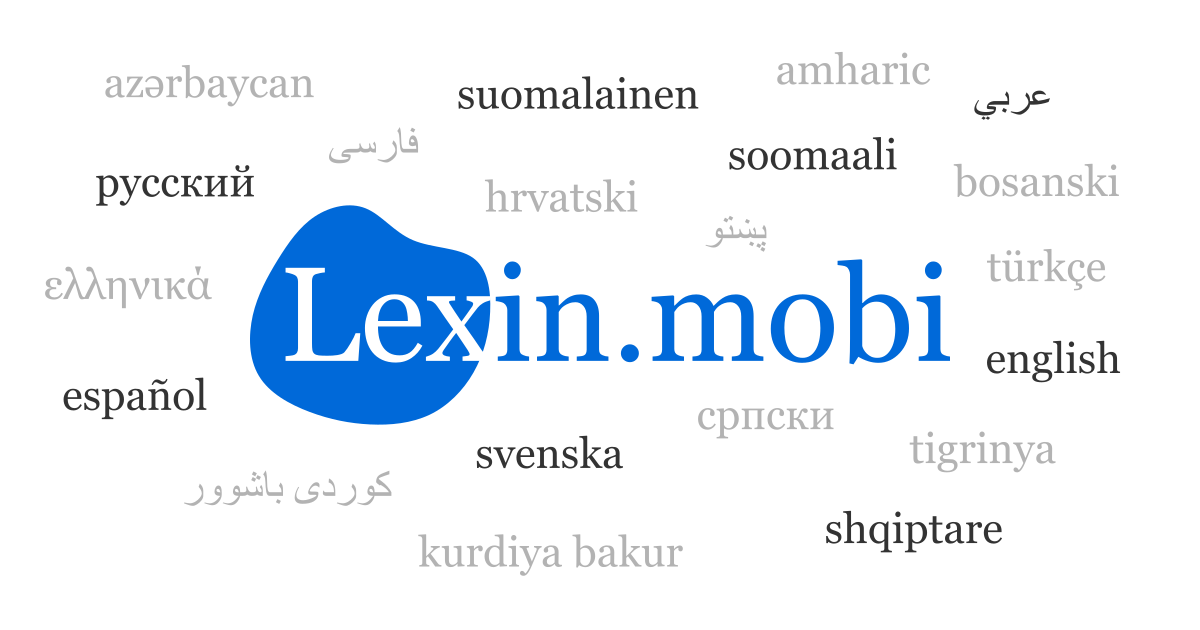 azərbaycan
suomalainen
amharic
عربي
فارسی
soomaali
русский
hrvatski
bosanski
پښتو
ελληνικά
türkçe
Lexin.mobi
english
español
српски
svenska
tigrinya
کوردی باشوور
shqiptare
kurdiya bakur